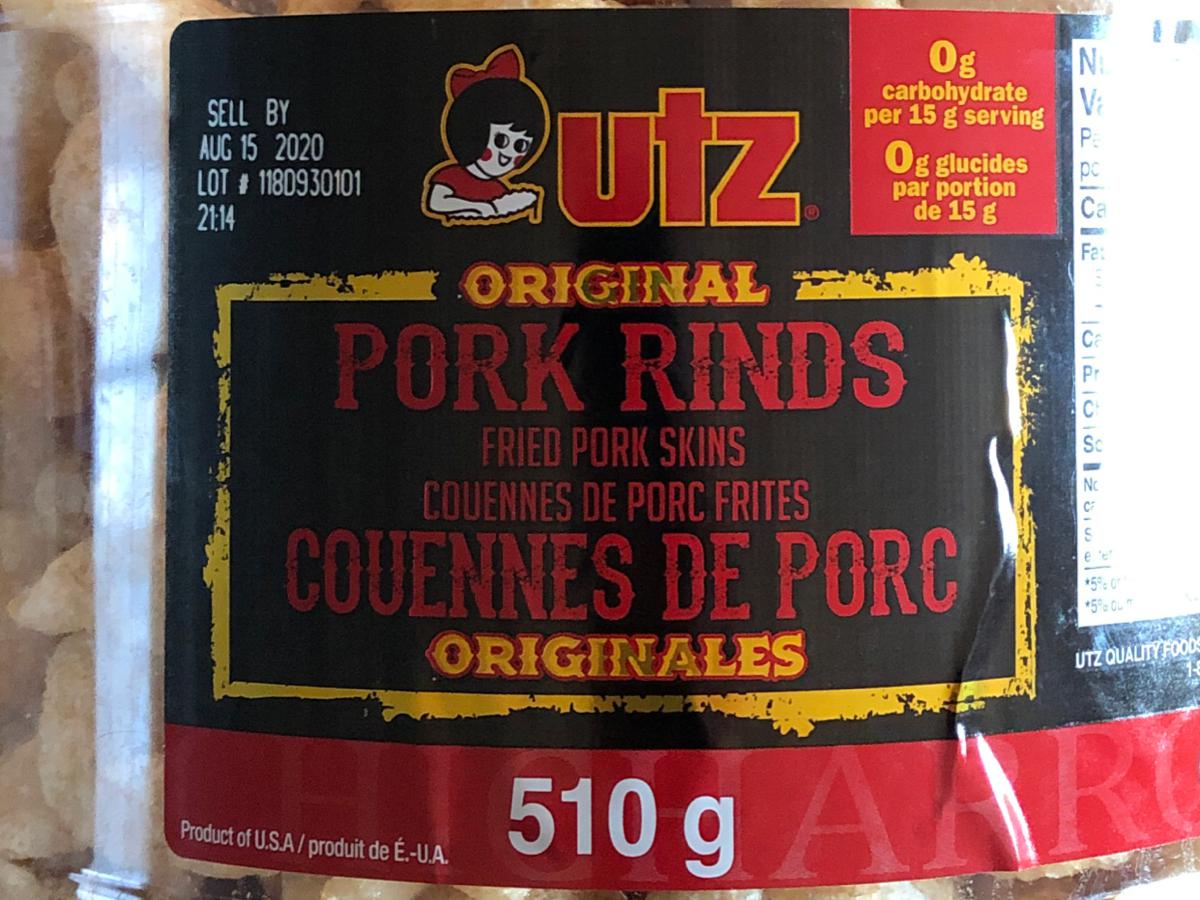 SELL BY
AUG 15 2020
LOT # 118D930101
21:14
utz®
0g
carbohydrate
per 15 g serving
0g glucides
par portion
de 15 g
ORIGINAL
PORK RINDS
FRIED PORK SKINS
COUENNES DE PORC FRITES
COUENNES DE PORC
ORIGINALES
510 g
Product of U.S.A / produit de É.-U.A.
UTZ QUALITY FOODS